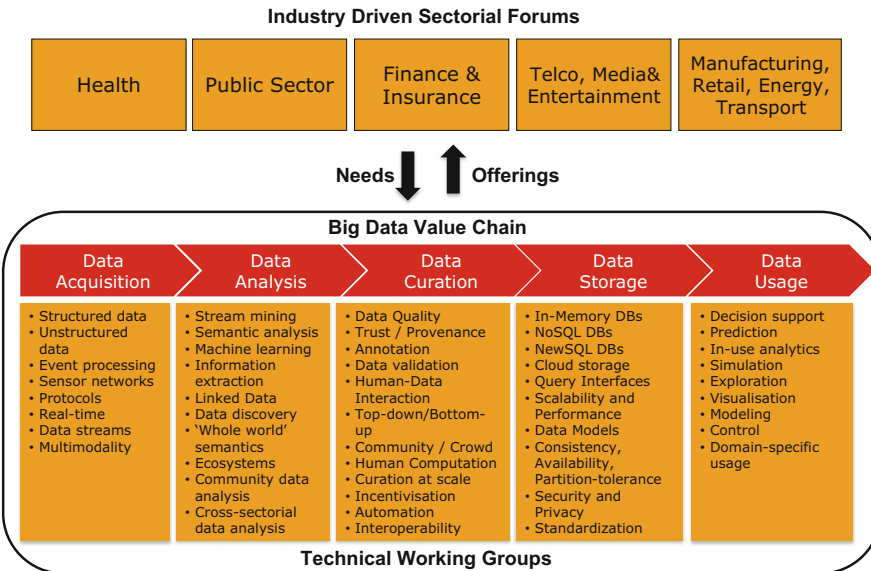 Industry Driven Sectorial Forums
Health
Public Sector
Finance &
Insurance
Telco, Media&
Entertainment
Manufacturing,
Retail, Energy,
Transport
Needs
Offerings
Big Data Value Chain
Data
Acquisition
Data
Analysis
Data
Curation
Data
Storage
Data
Usage
• Structured data
• Unstructured
data
• Event processing
• Sensor networks
• Protocols
• Real-time
• Data streams
• Multimodality
• Stream mining
• Semantic analysis
• Machine learning
• Information
extraction
• Linked Data
• Data discovery
• ‘Whole world’
semantics
• Ecosystems
• Community data
analysis
• Cross-sectorial
data analysis
• Data Quality
• Trust / Provenance
• Annotation
• Data validation
• Human-Data
Interaction
• Top-down/Bottom-
up
• Community / Crowd
• Human Computation
• Curation at scale
• Incentivisation
• Automation
• Interoperability
• In-Memory DBs
• NoSQL DBs
• NewSQL DBs
• Cloud storage
• Query Interfaces
• Scalability and
Performance
• Data Models
• Consistency,
Availability,
Partition-tolerance
• Security and
Privacy
• Standardization
• Decision support
• Prediction
• In-use analytics
• Simulation
• Exploration
• Visualisation
• Modeling
• Control
• Domain-specific
usage
Technical Working Groups